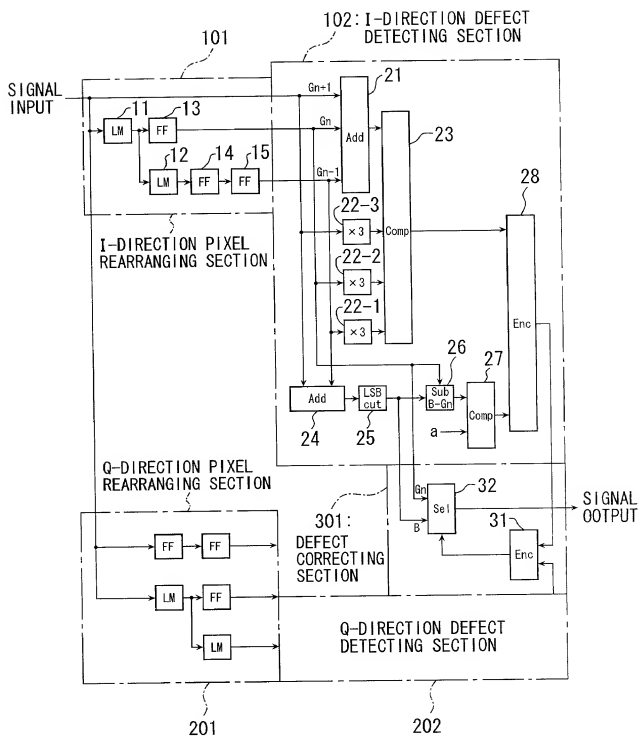 102: I-DIRECTION DEFECT
DETECTING SECTION
101
SIGNAL
INPUT
11
13
Gn+1
21
LM
FF
Gn
Add
23
12
14
15
LM
FF
FF
Gn-1
28
22-3
×3
Comp
I-DIRECTION PIXEL
REARRANGING SECTION
22-2
×3
22-1
×3
Enc
26
27
Add
LSB
cut
Sub
B-Gn
Comp
24
25
a
Q-DIRECTION PIXEL
REARRANGING SECTION
Gn
32
301:
DEFECT
CORRECTING
SECTION
Sel
31
SIGNAL
OOTPUT
B
FF
FF
Enc
LM
FF
Q-DIRECTION DEFECT
DETECTING SECTION
LM
201
202